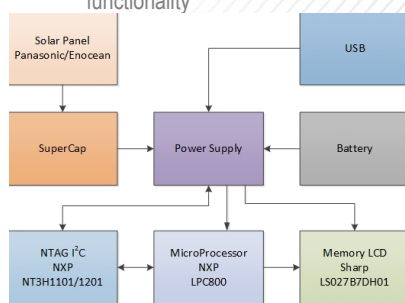 functionality
Solar Panel
Panasonic/Enocean
USB
SuperCap
Power Supply
Battery
NTAG I²C
NXP
NT3H1101/1201
MicroProcessor
NXP
LPC800
Memory LCD
Sharp
LS027B7DH01